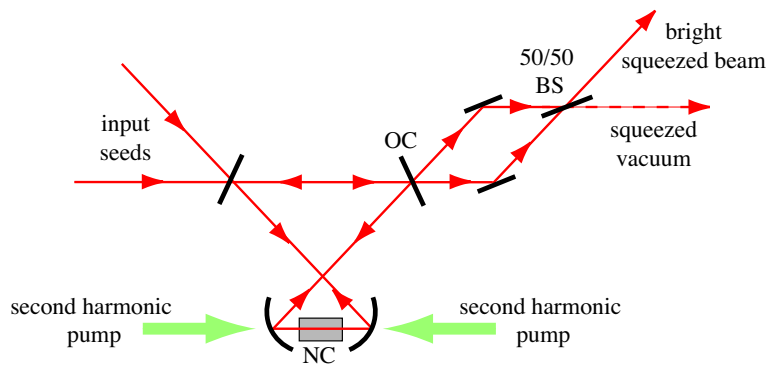 bright
squeezed beam
50/50
BS
input
seeds
OC
squeezed
vacuum
second harmonic
pump
NC
second harmonic
pump